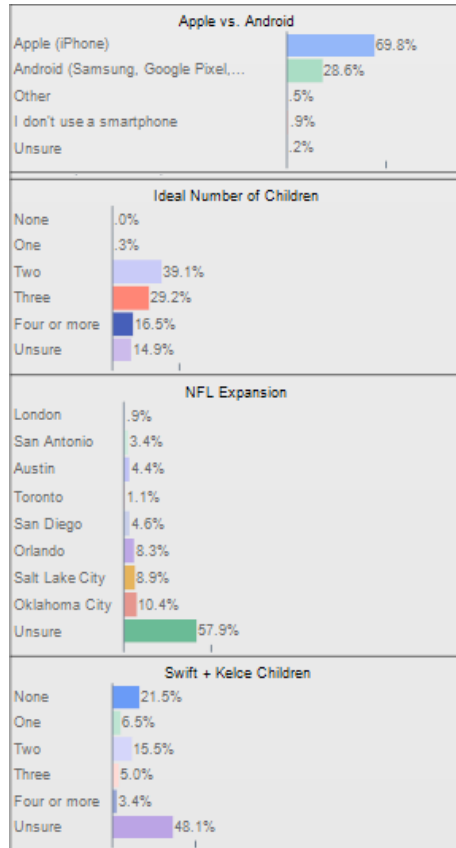 Apple vs. Android
Apple (iPhone) 69.8%
Android (Samsung, Google Pixel,... 28.6%
Other .5%
I don't use a smartphone .9%
Unsure .2%
Ideal Number of Children
None .0%
One .3%
Two 39.1%
Three 29.2%
Four or more 16.5%
Unsure 14.9%
NFL Expansion
London .9%
San Antonio 3.4%
Austin 4.4%
Toronto 1.1%
San Diego 4.6%
Orlando 8.3%
Salt Lake City 8.9%
Oklahoma City 10.4%
Unsure 57.9%
Swift + Kelce Children
None 21.5%
One 6.5%
Two 15.5%
Three 5.0%
Four or more 3.4%
Unsure 48.1%